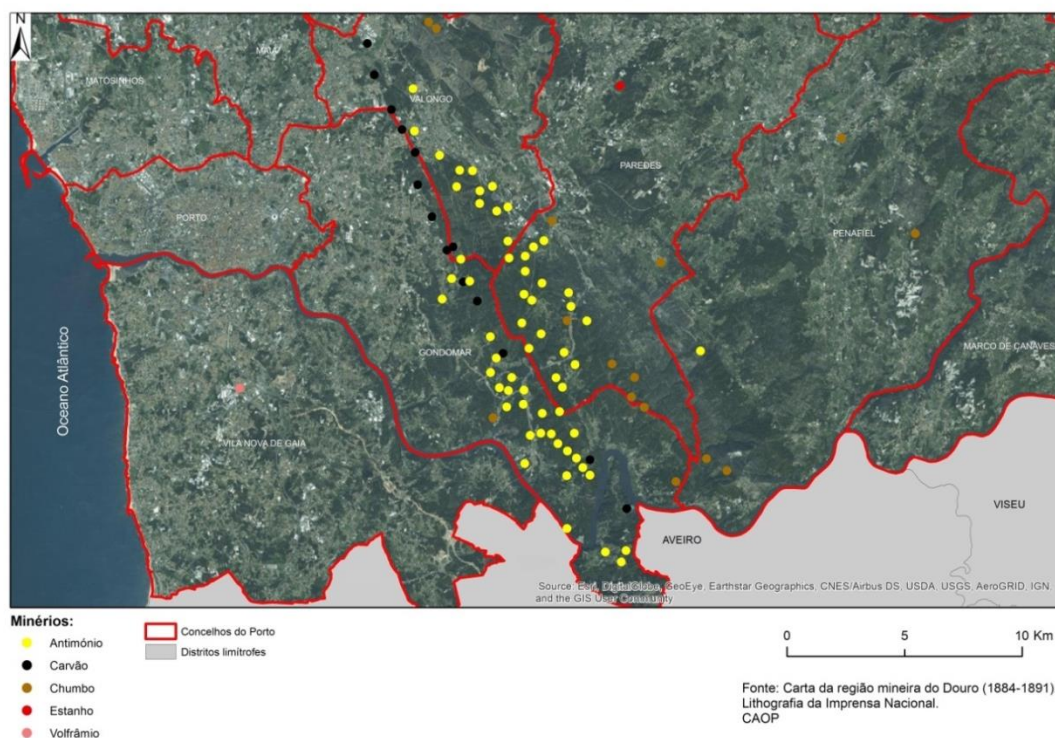 N
MAIA
MATOSINHOS
VALONGO
PAREDES
PORTO
PENAFIEL
Oceano Atlântico
GONDOMAR
MARCO DE CANAVES
VILA NOVA DE GAIA
VISEU
AVEIRO
Source: Esri, DigitalGlobe, GeoEye, Earthstar Geographics, CNES/Airbus DS, USDA, USGS, AeroGRID, IGN,
and the GIS User Community
Minérios:
Antimónio
Carvão
Chumbo
Estanho
Volfrâmio
Concelhos do Porto
Distritos limítrofes
0 5 10 Km
Fonte: Carta da região mineira do Douro (1884-1891)
Lithografia da Imprensa Nacional.
CAOP